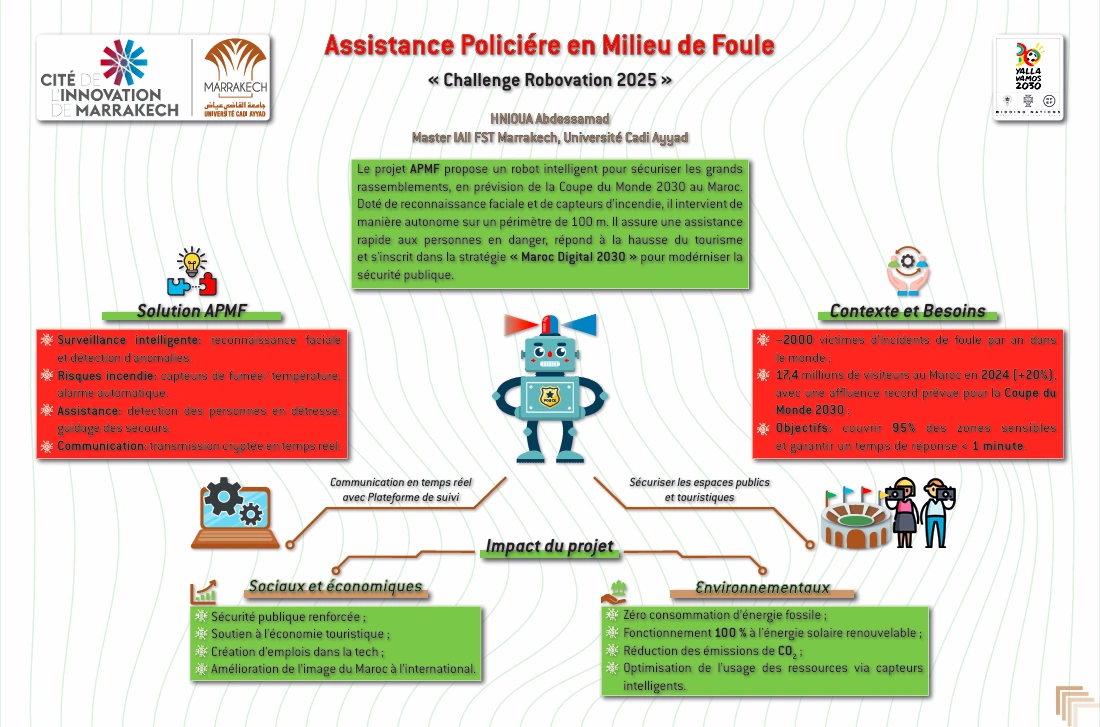 CITÉ DE
L'INNOVATION
DE MARRAKECH
MARRAKECH
جامعة القاضي عياض
UNIVERSITÉ CADI AYYAD
Assistance Policiére en Milieu de Foule
« Challenge Robovation 2025 »
HNIOUA Abdessamad
Master IAII FST Marrakech, Université Cadi Ayyad
YALLA
VAMOS
2030
BIDDING NATIONS
Le projet APMF propose un robot intelligent pour sécuriser les grands
rassemblements, en prévision de la Coupe du Monde 2030 au Maroc.
Doté de reconnaissance faciale et de capteurs d'incendie, il intervient de
manière autonome sur un périmètre de 100 m. Il assure une assistance
rapide aux personnes en danger, répond à la hausse du tourisme
et s'inscrit dans la stratégie « Maroc Digital 2030 » pour modérniser la
sécurité publique.
Solution APMF
Surveillance intelligente: reconnaissance faciale
et détection d'anomalies.
Risques incendie: capteurs de fumée/ température,
alarme automatique.
Assistance: détection des personnes en détresse,
guidage des secours.
Communication: transmission cryptée en temps réel.
POLICE
Contexte et Besoins
~2000 victimes d'incidents de foule par an dans
le monde ;
17,4 millions de visiteurs au Maroc en 2024 (+20%),
avec une affluence record prévue pour la Coupe du
Monde 2030 ;
Objectifs: couvrir 95% des zones sensibles
et garantir un temps de réponse < 1 minute.
Communication en temps réel
avec Plateforme de suivi
Sécuriser les espaces publics
et touristiques
Impact du projet
Sociaux et économiques
Sécurité publique renforcée ;
Soutien à l'économie touristique ;
Création d'emplois dans la tech ;
Amélioration de l'image du Maroc à l'international.
Environnementaux
Zéro consommation d'énergie fossile ;
Fonctionnement 100 % à l'énergie solaire renouvelable ;
Réduction des émissions de CO₂ ;
Optimisation de l'usage des ressources via capteurs
intelligents.